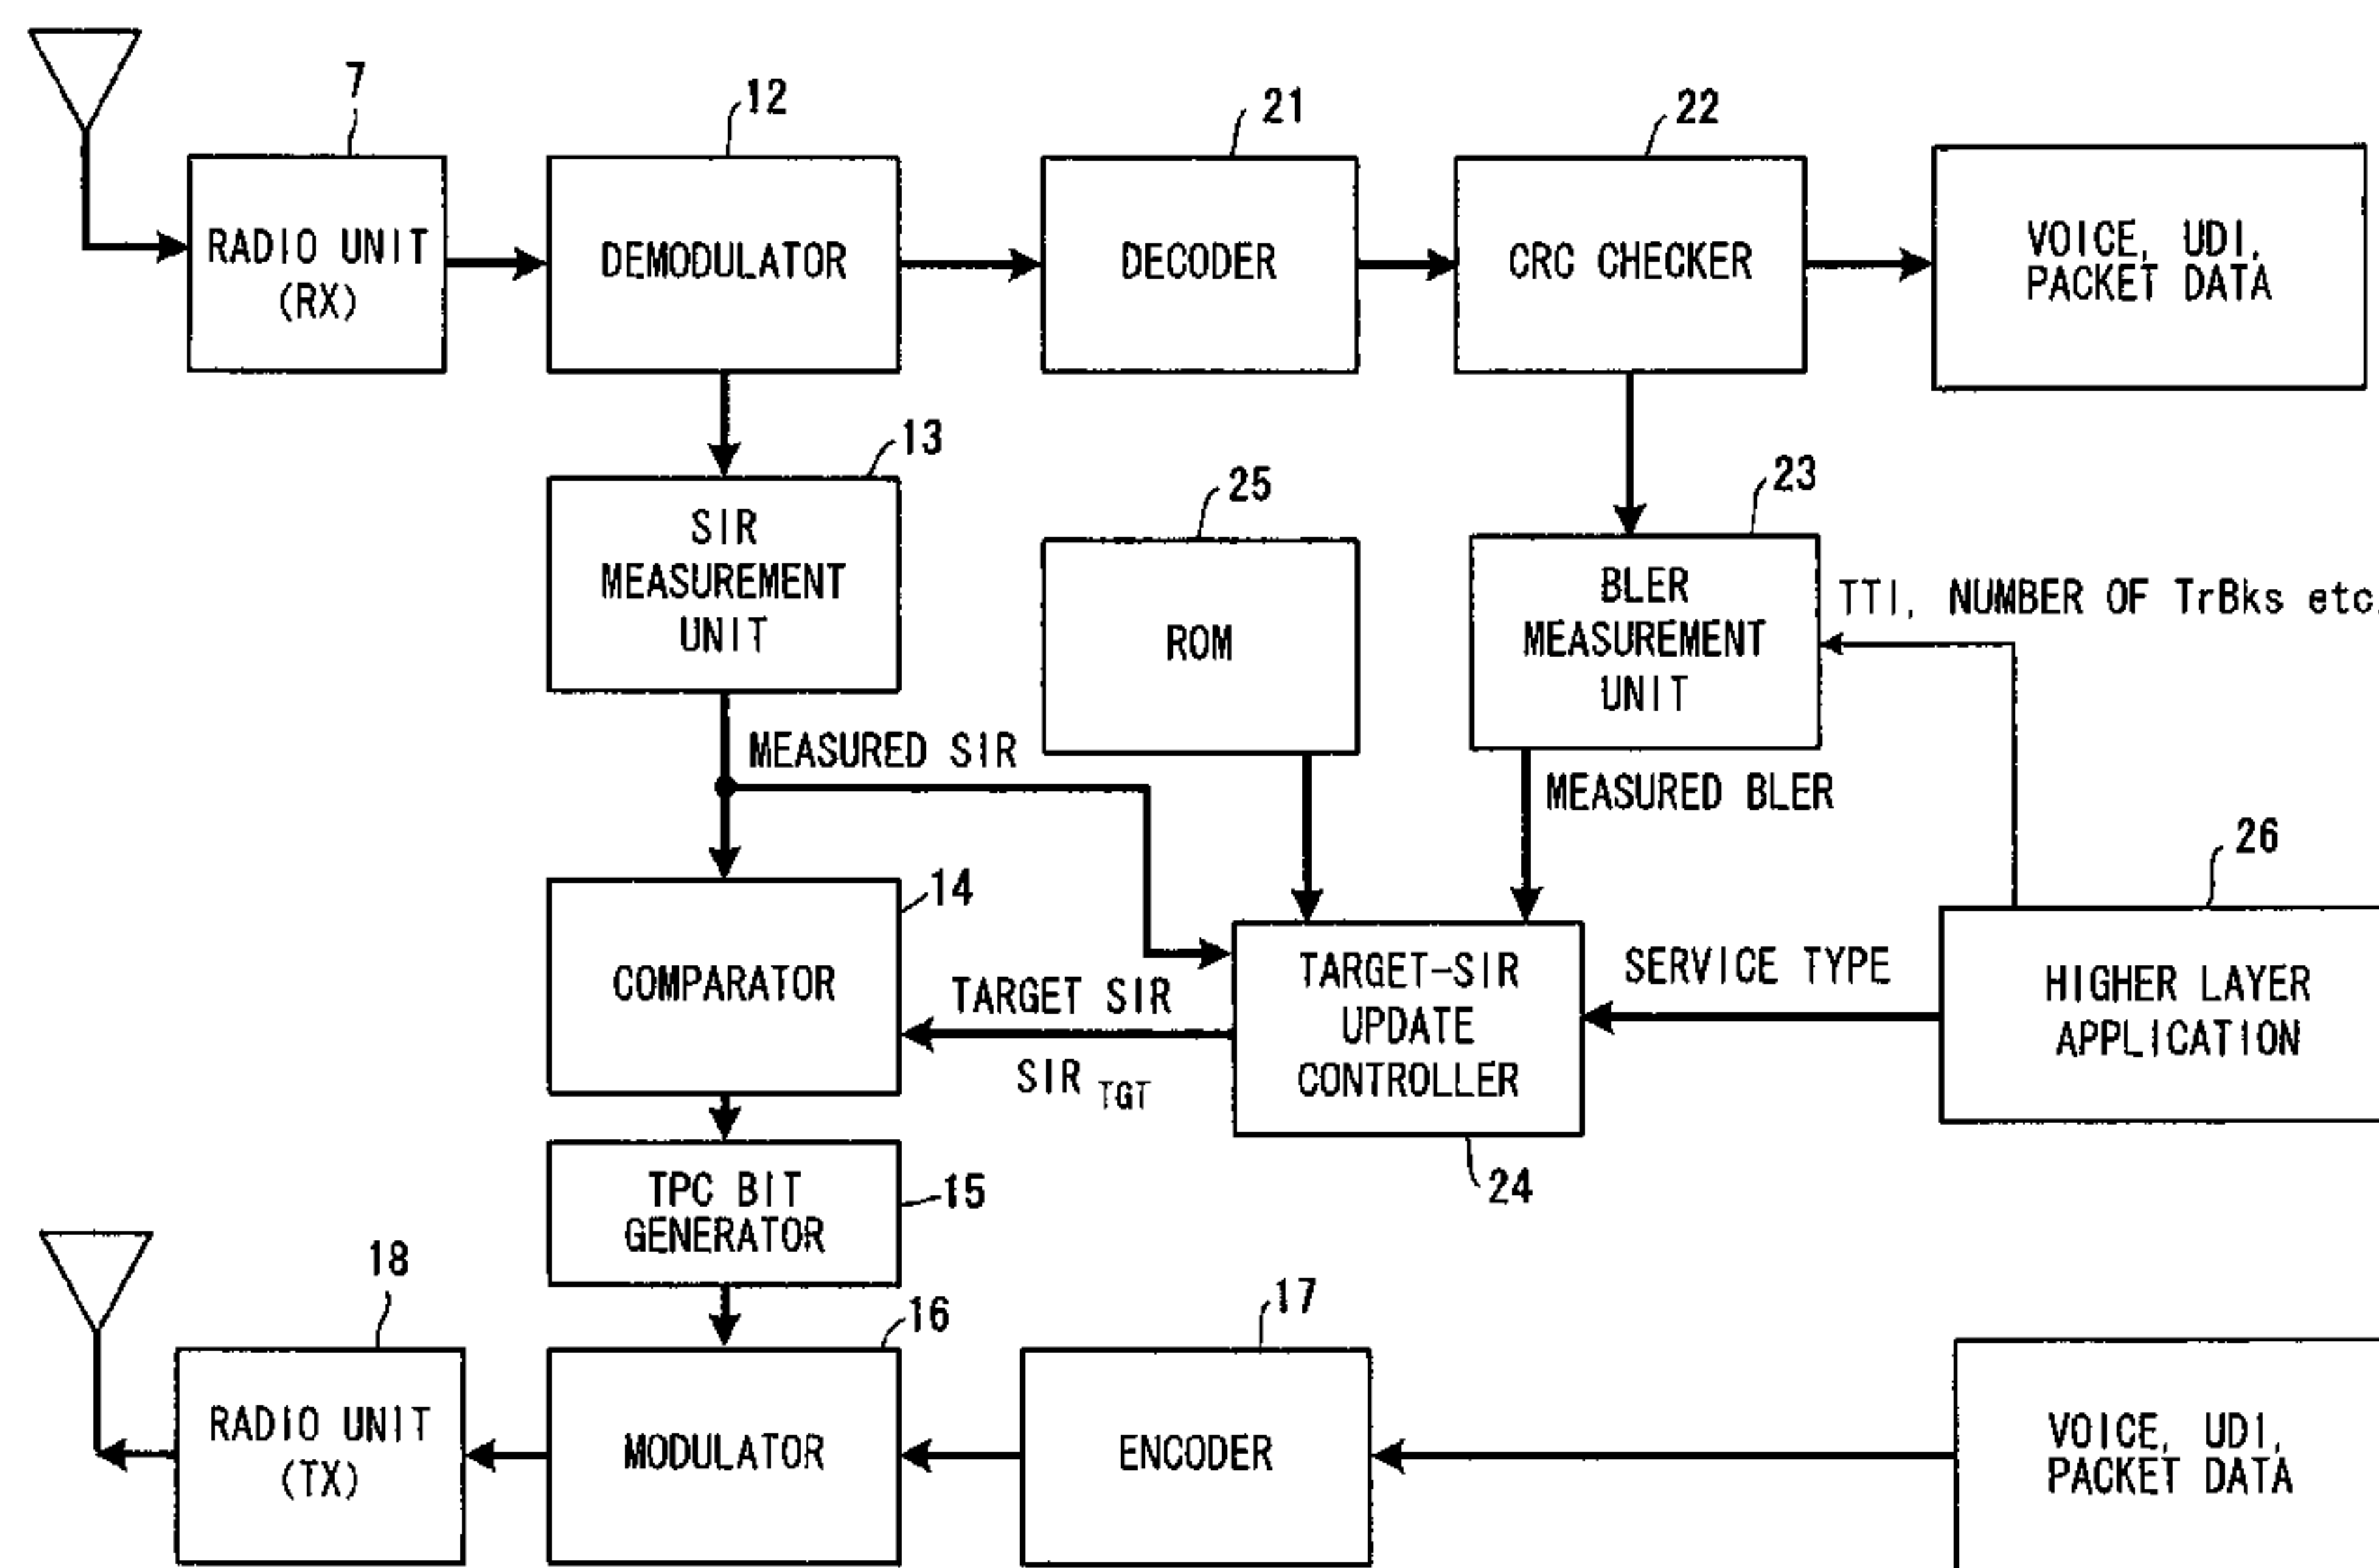 7
12
21
22
RADIO UNIT
(RX)
DEMODULATOR
DECODER
CRC CHECKER
VOICE, UDI,
PACKET DATA
13
25
23
SIR
MEASUREMENT
UNIT
ROM
BLER
MEASUREMENT
UNIT
TTI, NUMBER OF TrBks etc.
MEASURED SIR
MEASURED BLER
26
14
COMPARATOR
TARGET SIR
SIR TGT
TARGET-SIR
UPDATE
CONTROLLER
SERVICE TYPE
HIGHER LAYER
APPLICATION
24
TPC BIT
GENERATOR
15
18
16
17
RADIO UNIT
(TX)
MODULATOR
ENCODER
VOICE, UDI,
PACKET DATA